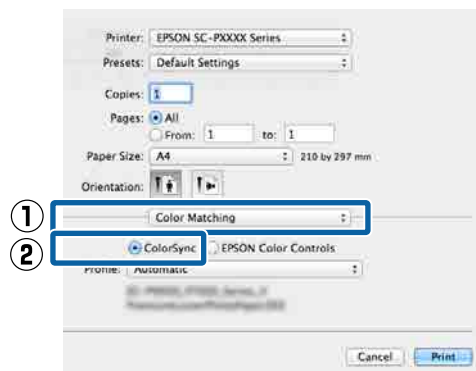 Printer: EPSON SC-PXXXX Series
Presets: Default Settings
Copies: 1
Pages: All
From: 1 to: 1
Paper Size: A4 210 by 297 mm
Orientation:
① Color Matching
② ColorSync EPSON Color Controls
Profile: Automatic
Cancel Print